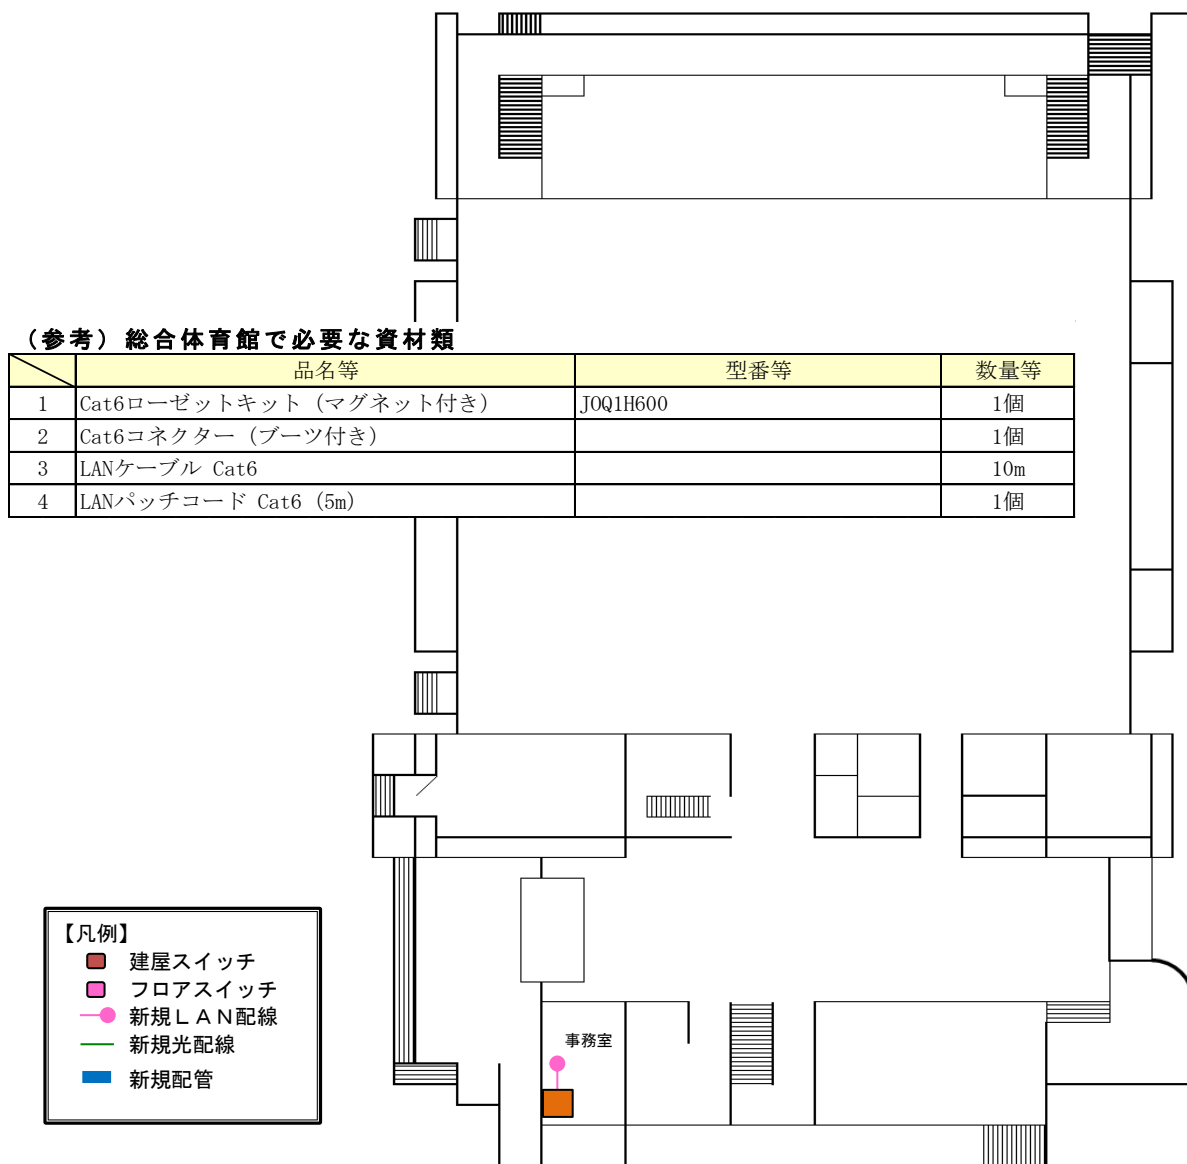 （参考）総合体育館で必要な資材類
品名等 型番等 数量等
1 Cat6ローゼットキット（マグネット付き） JOQ1H600 1個
2 Cat6コネクター（ブーツ付き） 1個
3 LANケーブル Cat6 10m
4 LANパッチコード Cat6（5m） 1個
【凡例】
建屋スイッチ
フロアスイッチ
新規ＬＡＮ配線
新規光配線
新規配管
事務室